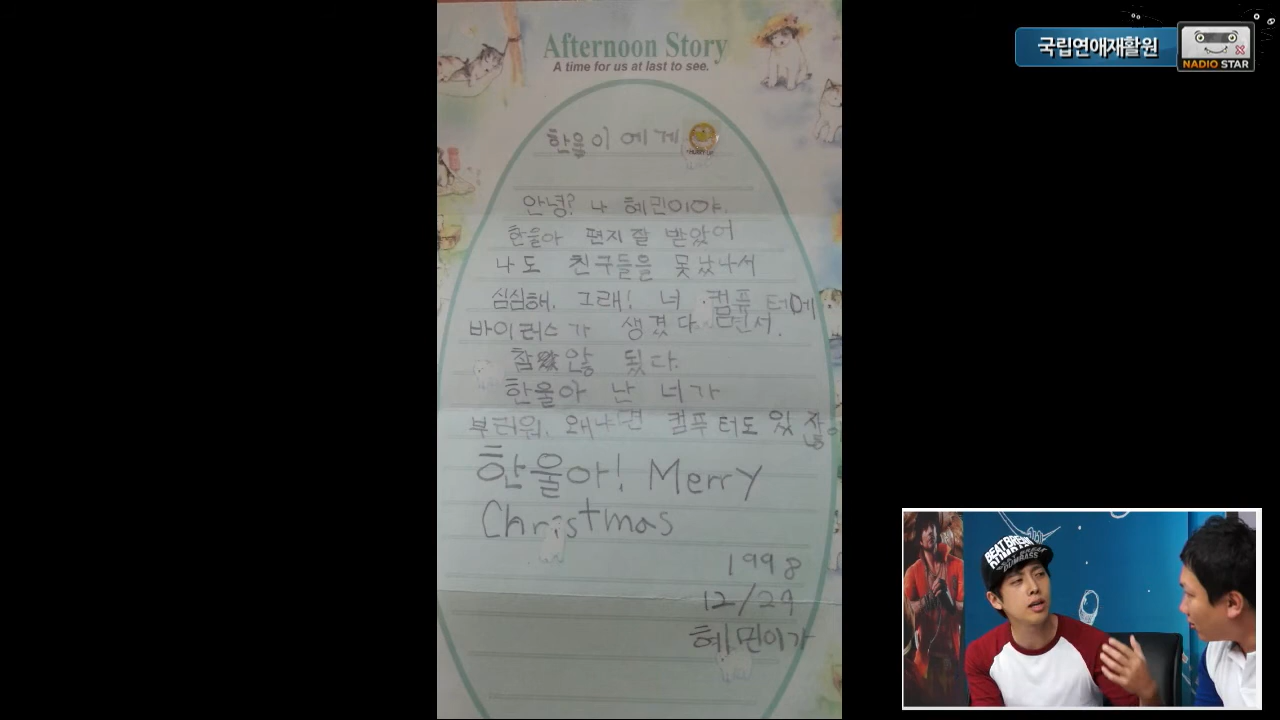 Afternoon Story
A time for us at last to see.
한울이에게
안녕? 나 혜민이야.
한울아 편지 잘 받았어
나도 친구들을 못 났나서
심심해. 그래! 너 컴퓨터에
바이러스가 생겼다면서.
참 않 됬다.
한울아 난 너가
부러워. 왜냐면 컴퓨터도 있잖아
한울아! Merry
Christmas
1998
12/29
혜민이가
국립연애재활원
NADIO STAR
BEATBREAK